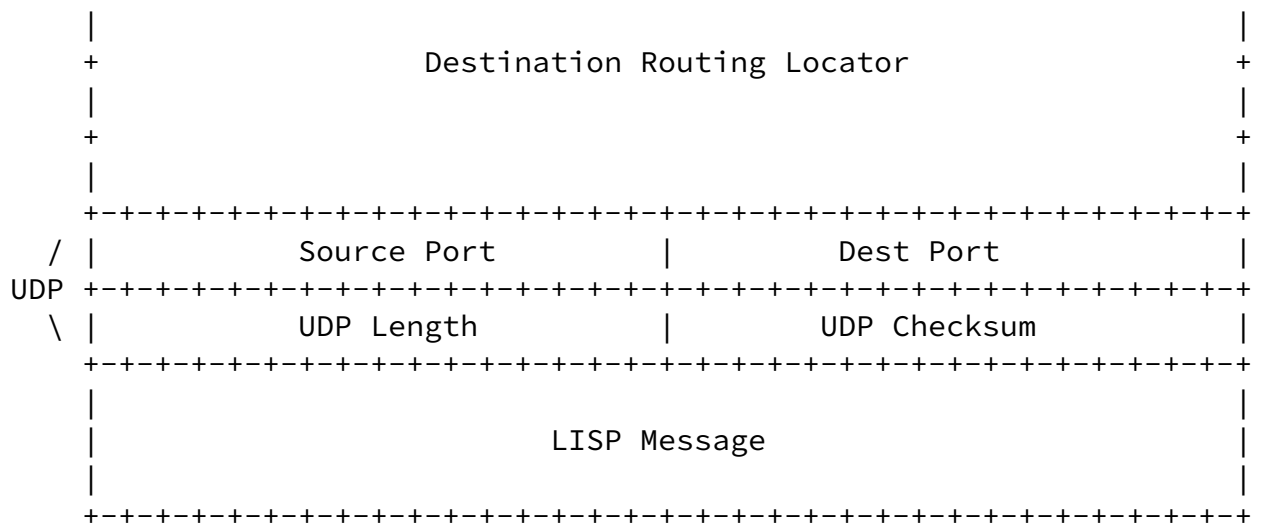 |                                                               |
    +                  Destination Routing Locator                  +
    |                                                               |
    +                                                               +
    |                                                               |
    +-+-+-+-+-+-+-+-+-+-+-+-+-+-+-+-+-+-+-+-+-+-+-+-+-+-+-+-+-+-+-+-+
  / |           Source Port         |         Dest Port             |
UDP +-+-+-+-+-+-+-+-+-+-+-+-+-+-+-+-+-+-+-+-+-+-+-+-+-+-+-+-+-+-+-+-+
  \ |           UDP Length          |        UDP Checksum           |
    +-+-+-+-+-+-+-+-+-+-+-+-+-+-+-+-+-+-+-+-+-+-+-+-+-+-+-+-+-+-+-+-+
    |                                                               |
    |                         LISP Message                          |
    |                                                               |
    +-+-+-+-+-+-+-+-+-+-+-+-+-+-+-+-+-+-+-+-+-+-+-+-+-+-+-+-+-+-+-+-+